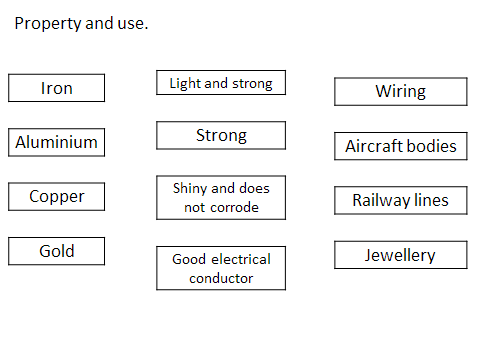 Property and use.
Iron
Aluminium
Copper
Gold
Light and strong
Strong
Shiny and does
not corrode
Good electrical
conductor
Wiring
Aircraft bodies
Railway lines
Jewellery